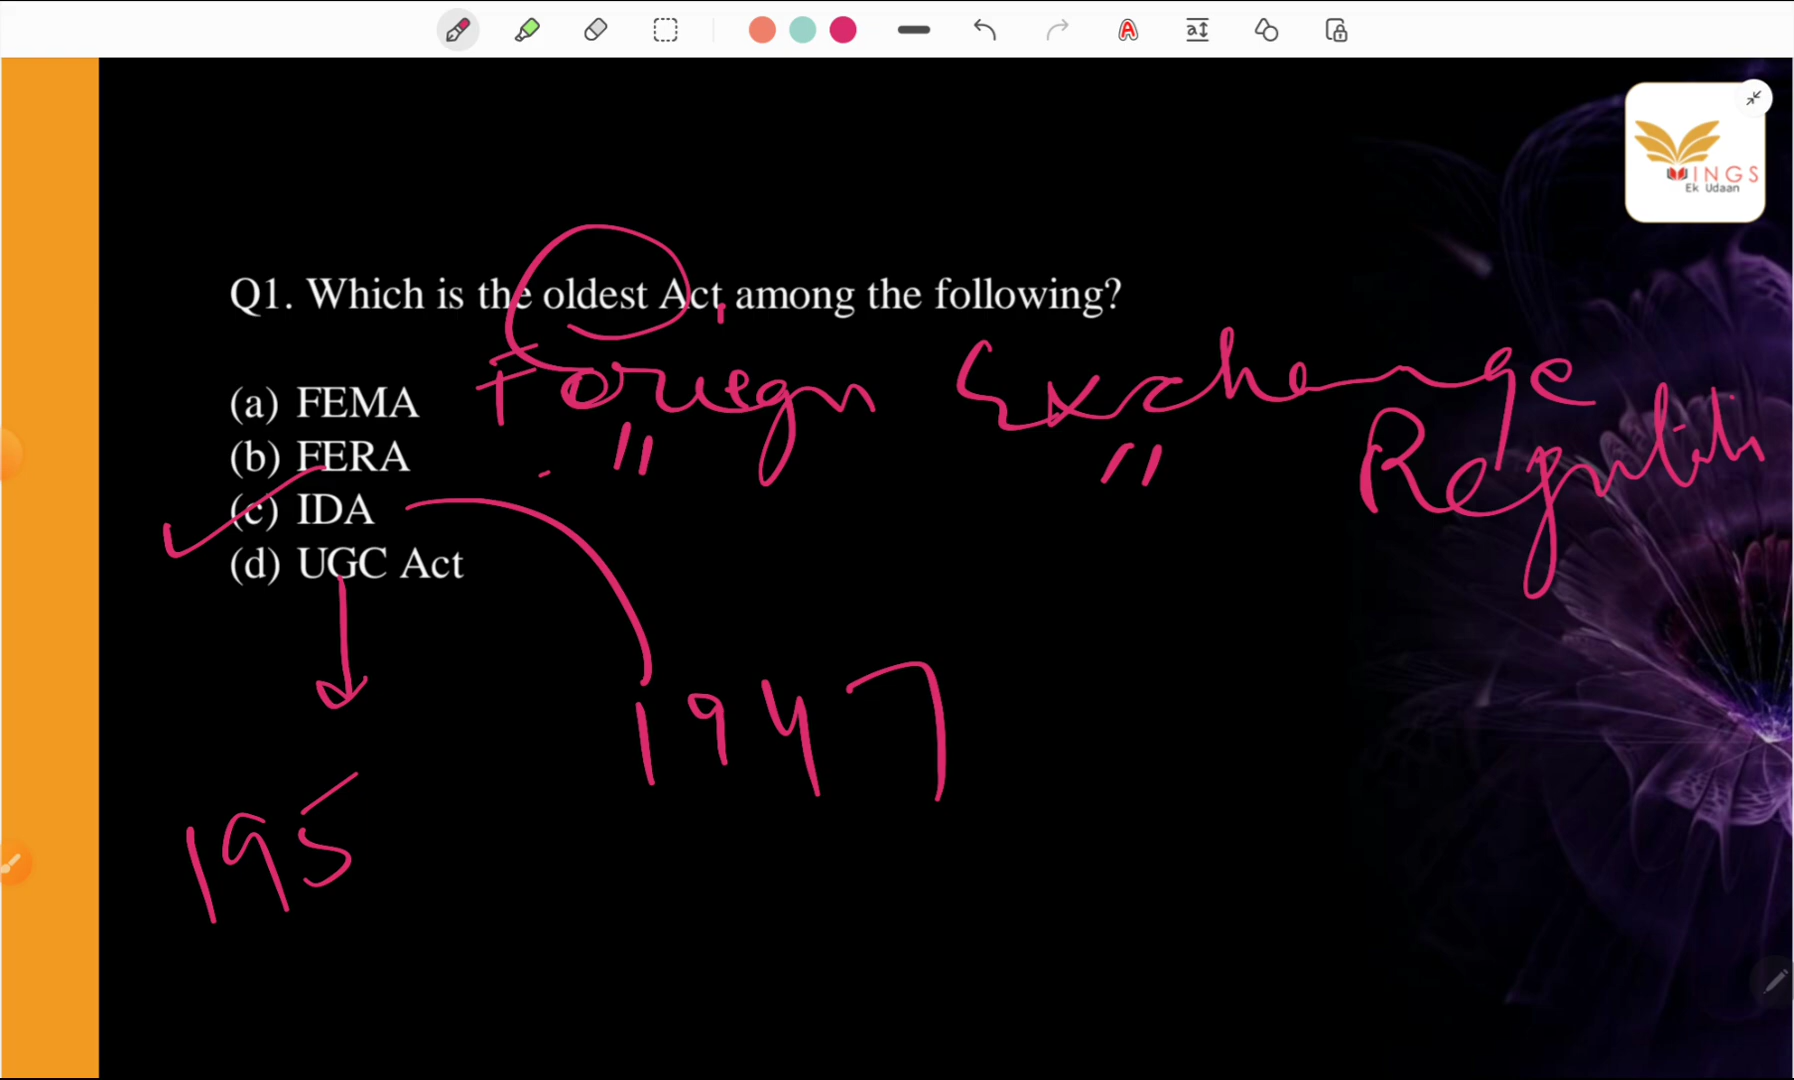 WINGS
Ek Udaan
Q1. Which is the oldest Act, among the following?
Foreign Exchange
(a) FEMA
(b) FERA
" "
(c) IDA
(d) UGC Act
1947
195